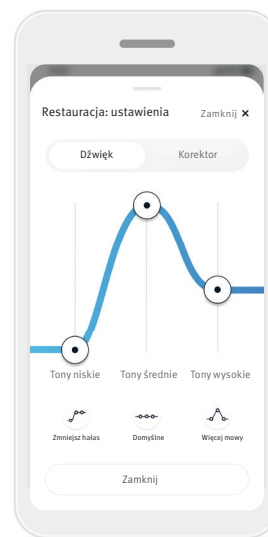 Restauracja: ustawienia Zamknij ×
Dźwięk Korektor
Tony niskie Tony średnie Tony wysokie
Zmniejsz hałas Domyślne Więcej mowy
Zamknij